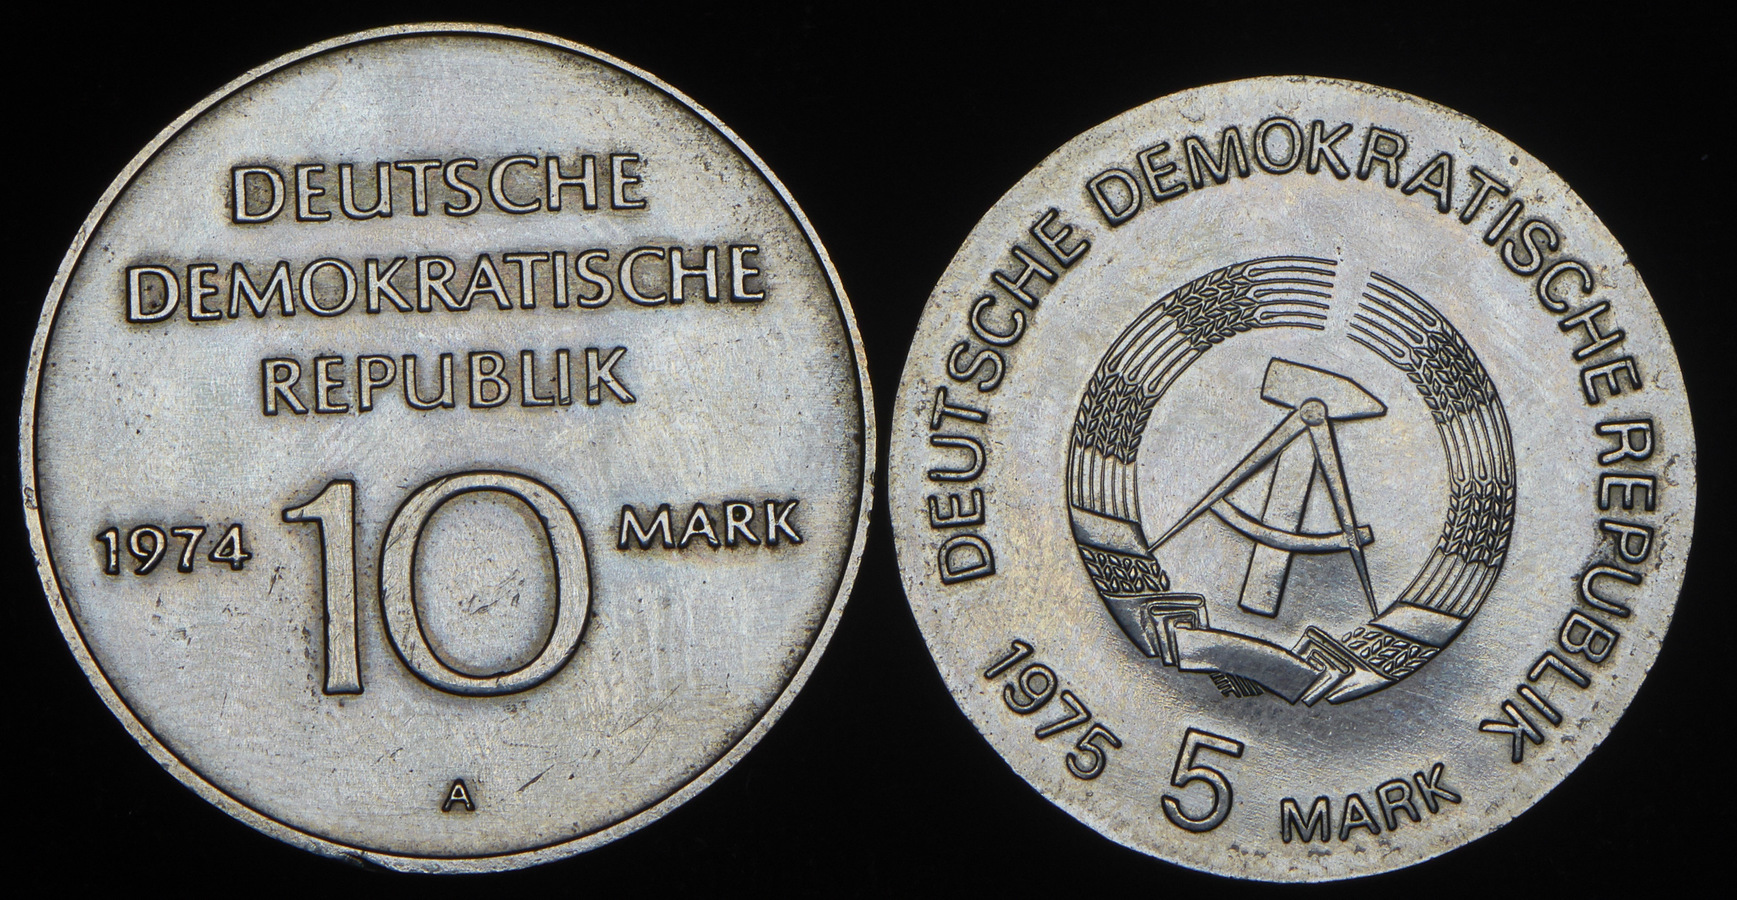 DEUTSCHE
DEMOKRATISCHE
REPUBLIK
1974 10 MARK
A
DEUTSCHE DEMOKRATISCHE REPUBLIK
1975 5 MARK